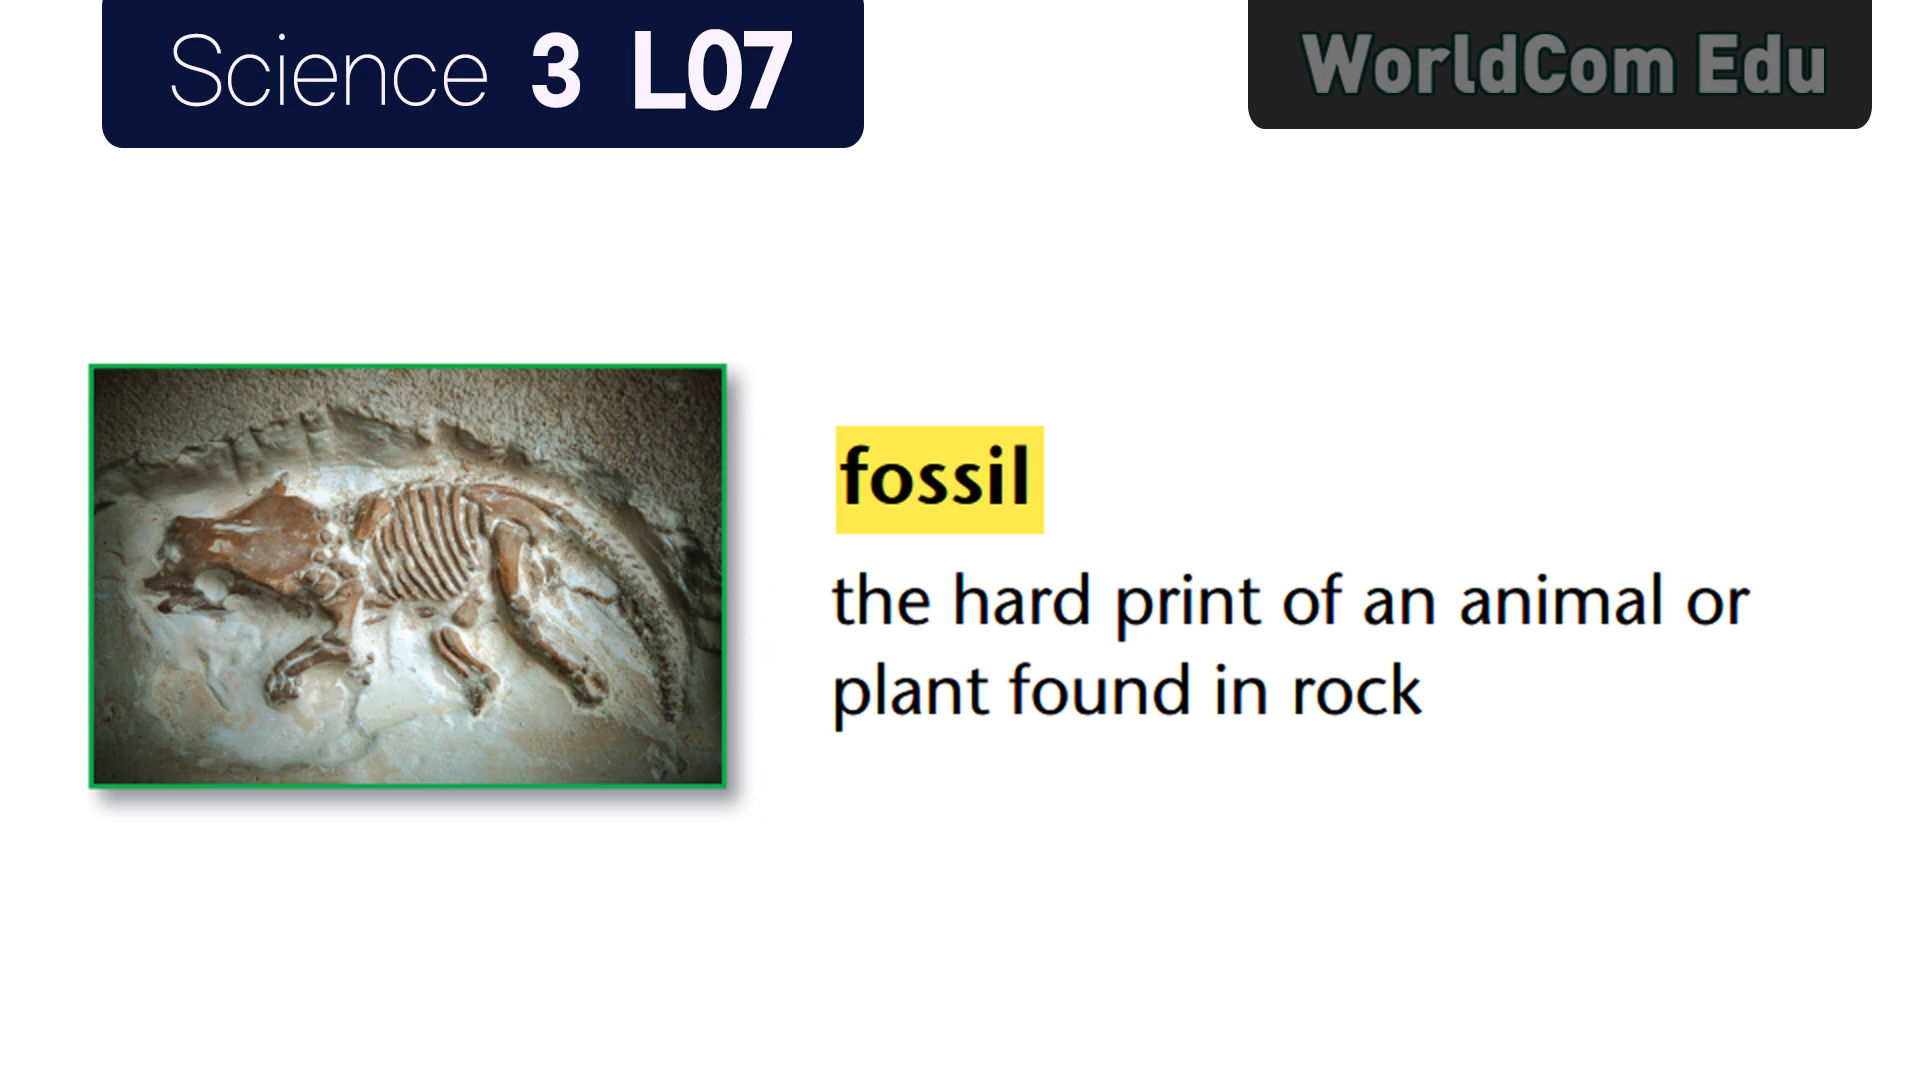 Science 3 L07
WorldCom Edu
fossil
the hard print of an animal or
plant found in rock